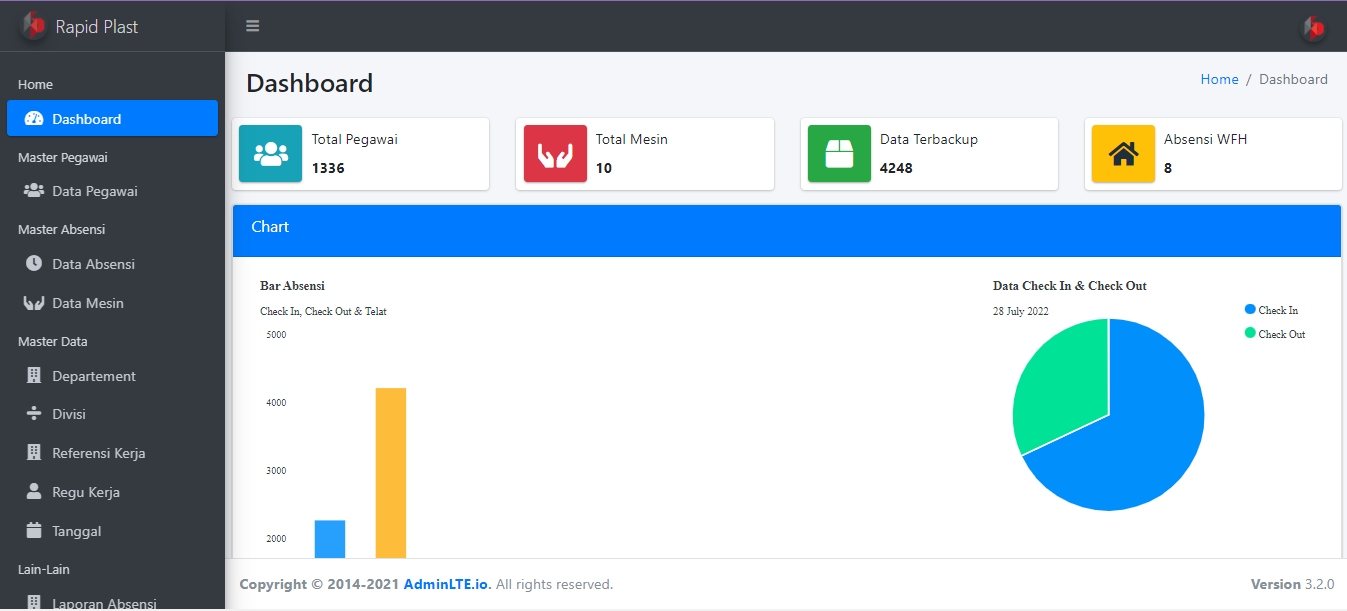 Rapid Plast
Home
Dashboard
Master Pegawai
Data Pegawai
Master Absensi
Data Absensi
Data Mesin
Master Data
Departement
Divisi
Referensi Kerja
Regu Kerja
Tanggal
Lain-Lain
Laporan Absensi
Dashboard
Home / Dashboard
Total Pegawai
1336
Total Mesin
10
Data Terbackup
4248
Absensi WFH
8
Chart
Bar Absensi
Check In, Check Out & Telat
5000
4000
3000
2000
Data Check In & Check Out
28 July 2022
Check In
Check Out
Copyright © 2014-2021 AdminLTE.io. All rights reserved.
Version 3.2.0